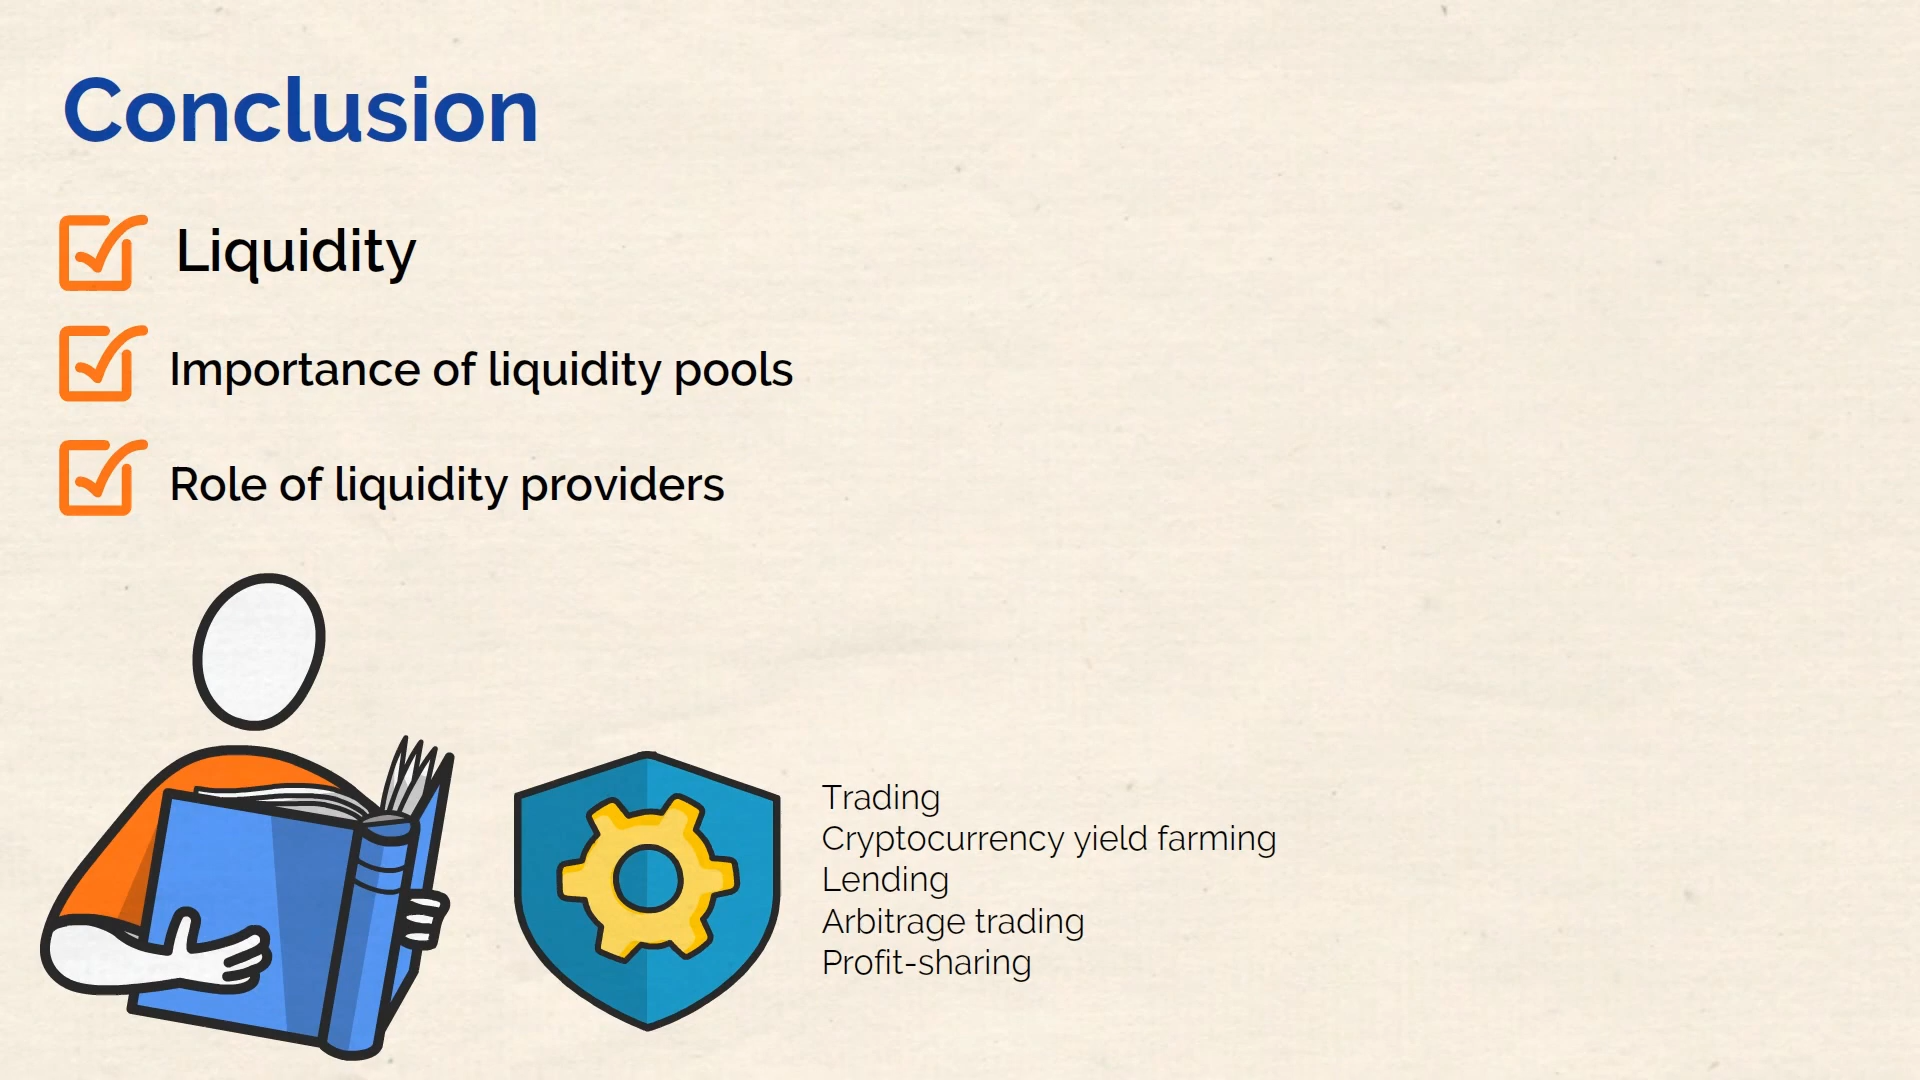 Conclusion
Liquidity
Importance of liquidity pools
Role of liquidity providers
Trading
Cryptocurrency yield farming
Lending
Arbitrage trading
Profit-sharing